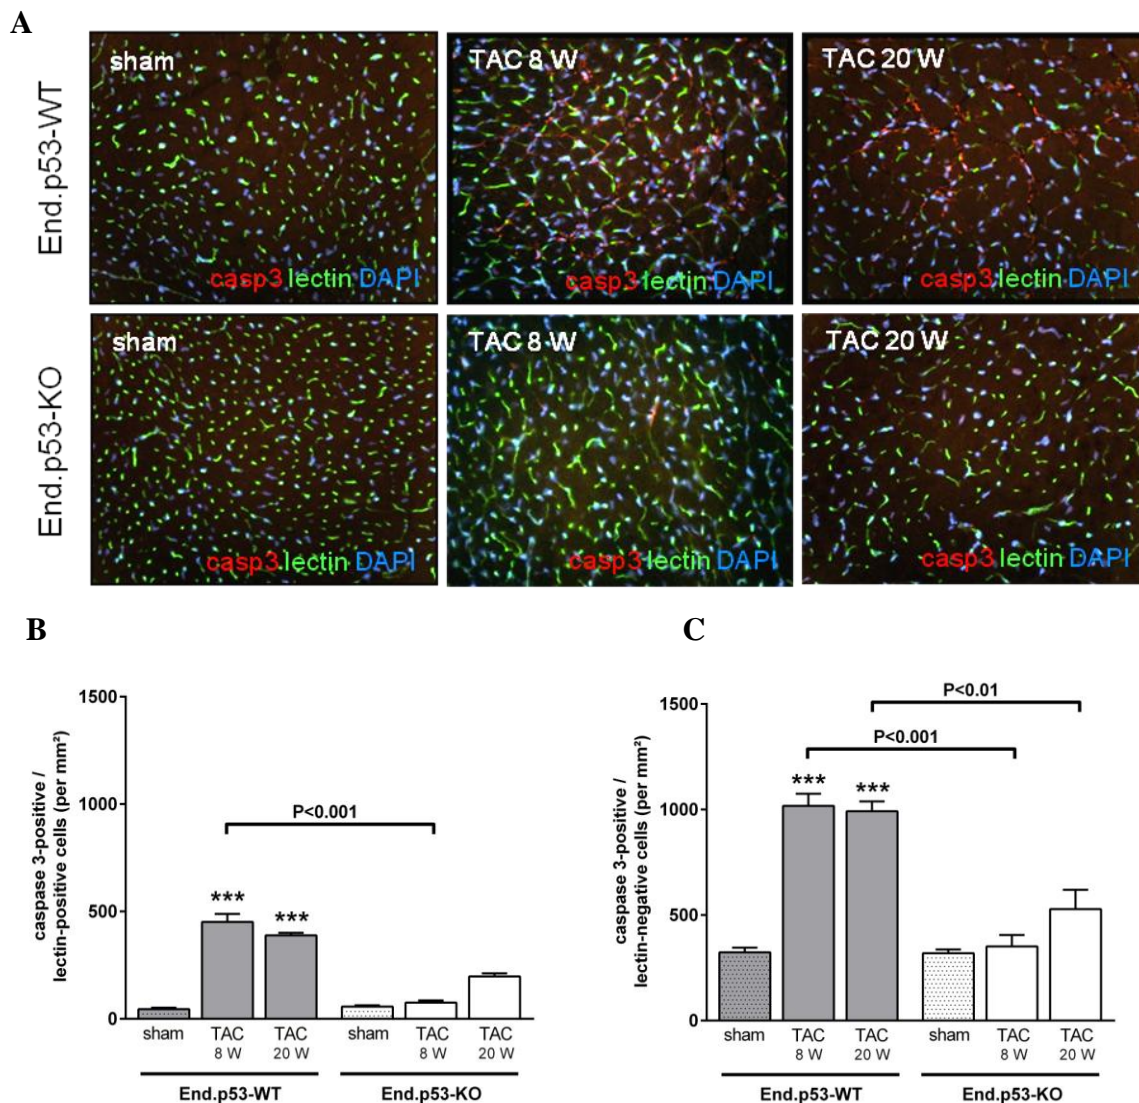 A
End.p53-WT
sham
casp3 lectin DAPI
TAC 8 W
casp3 lectin DAPI
TAC 20 W
casp3 lectin DAPI
End.p53-KO
sham
casp3 lectin DAPI
TAC 8 W
casp3 lectin DAPI
TAC 20 W
casp3 lectin DAPI
B
caspase 3-positive /
lectin-positive cells (per mm²)
1500
1000
500
0
P<0.001
***
***
sham
TAC
8 W
TAC
20 W
sham
TAC
8 W
TAC
20 W
End.p53-WT
End.p53-KO
C
caspase 3-positive /
lectin-negative cells (per mm²)
1500
1000
500
0
P<0.01
P<0.001
***
***
sham
TAC
8 W
TAC
20 W
sham
TAC
8 W
TAC
20 W
End.p53-WT
End.p53-KO